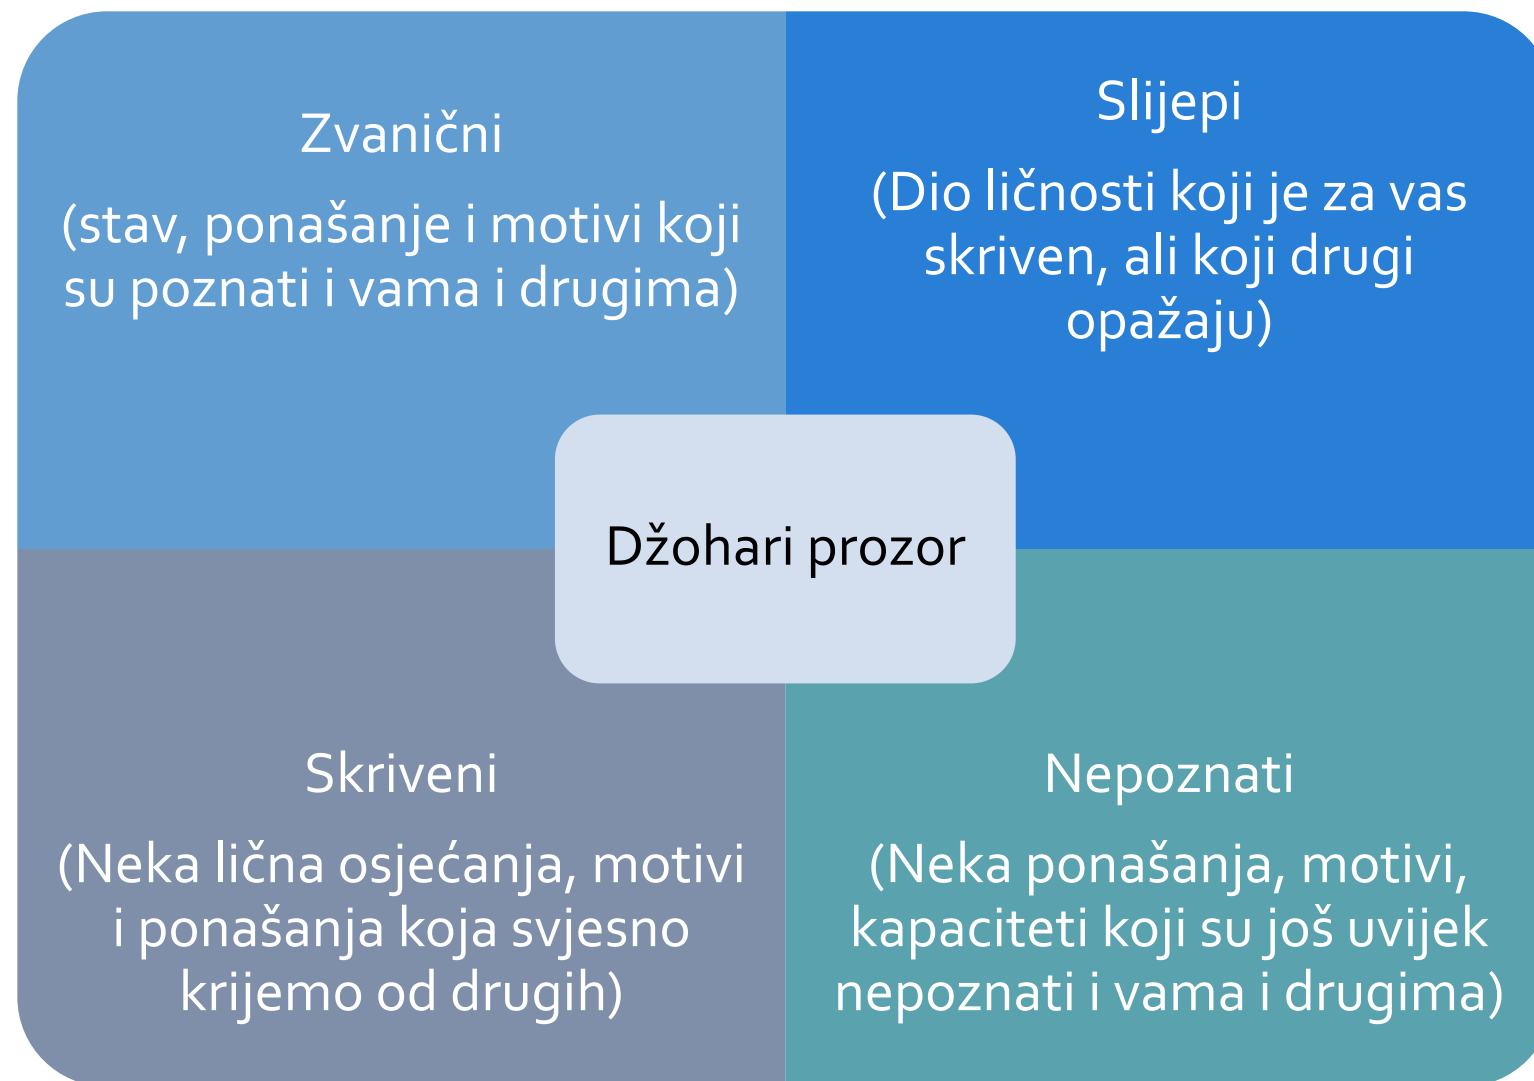 Zvanični
(stav, ponašanje i motivi koji
su poznati i vama i drugima)
Slijepi
(Dio ličnosti koji je za vas
skriven, ali koji drugi
opažaju)
Džohari prozor
Skriveni
(Neka lična osjećanja, motivi
i ponašanja koja svjesno
krijemo od drugih)
Nepoznati
(Neka ponašanja, motivi,
kapaciteti koji su još uvijek
nepoznati i vama i drugima)